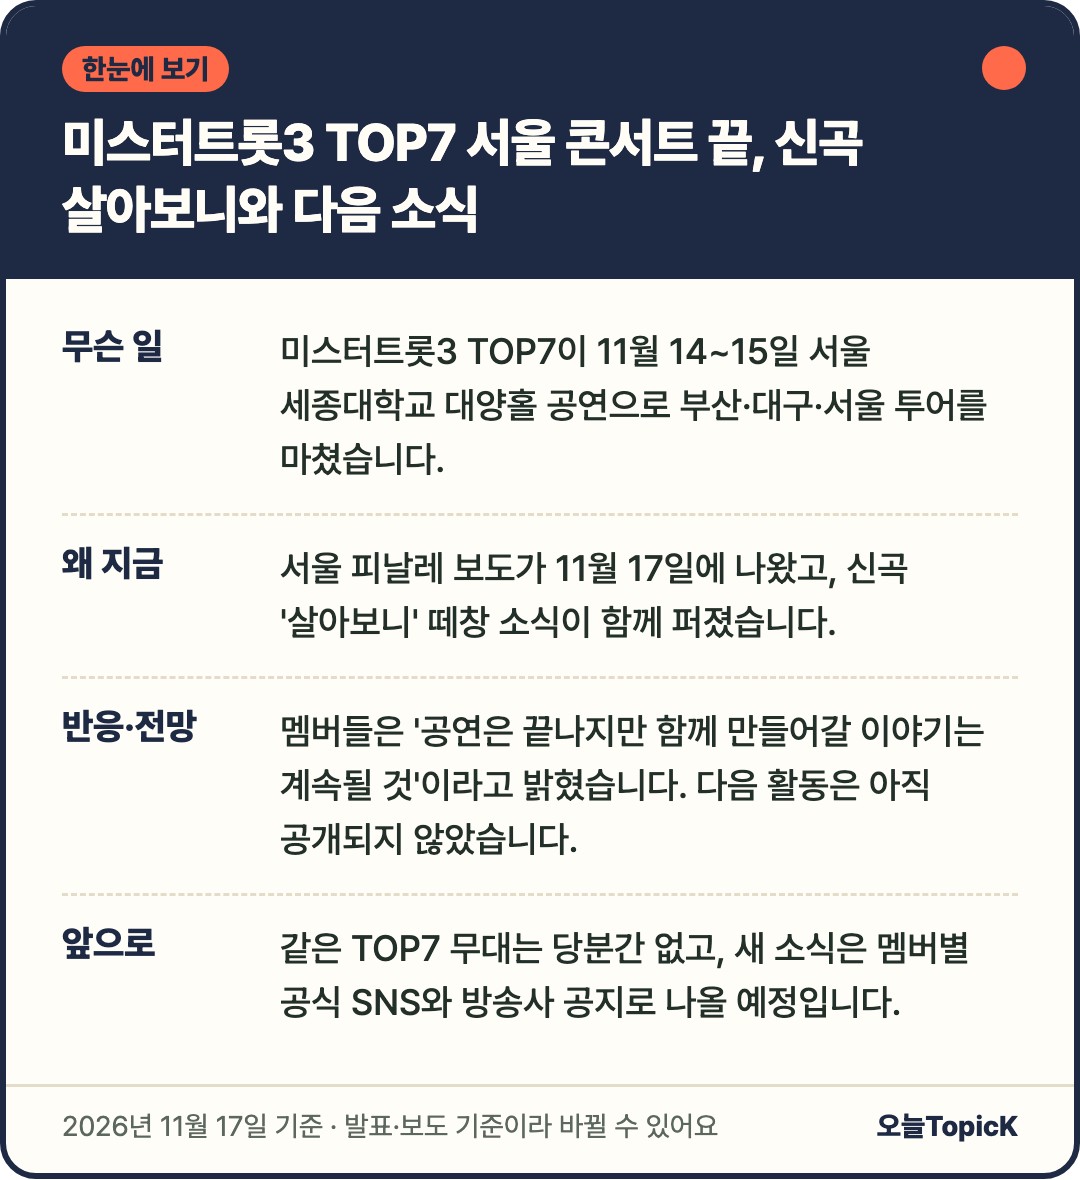 한눈에 보기
미스터트롯3 TOP7 서울 콘서트 끝, 신곡
살아보니와 다음 소식
무슨 일
미스터트롯3 TOP7이 11월 14~15일 서울
세종대학교 대양홀 공연으로 부산·대구·서울 투어를
마쳤습니다.
왜 지금
서울 피날레 보도가 11월 17일에 나왔고, 신곡
'살아보니' 떼창 소식이 함께 퍼졌습니다.
반응·전망
멤버들은 '공연은 끝나지만 함께 만들어갈 이야기는
계속될 것'이라고 밝혔습니다. 다음 활동은 아직
공개되지 않았습니다.
앞으로
같은 TOP7 무대는 당분간 없고, 새 소식은 멤버별
공식 SNS와 방송사 공지로 나올 예정입니다.
2026년 11월 17일 기준 · 발표·보도 기준이라 바뀔 수 있어요
오늘TopicK